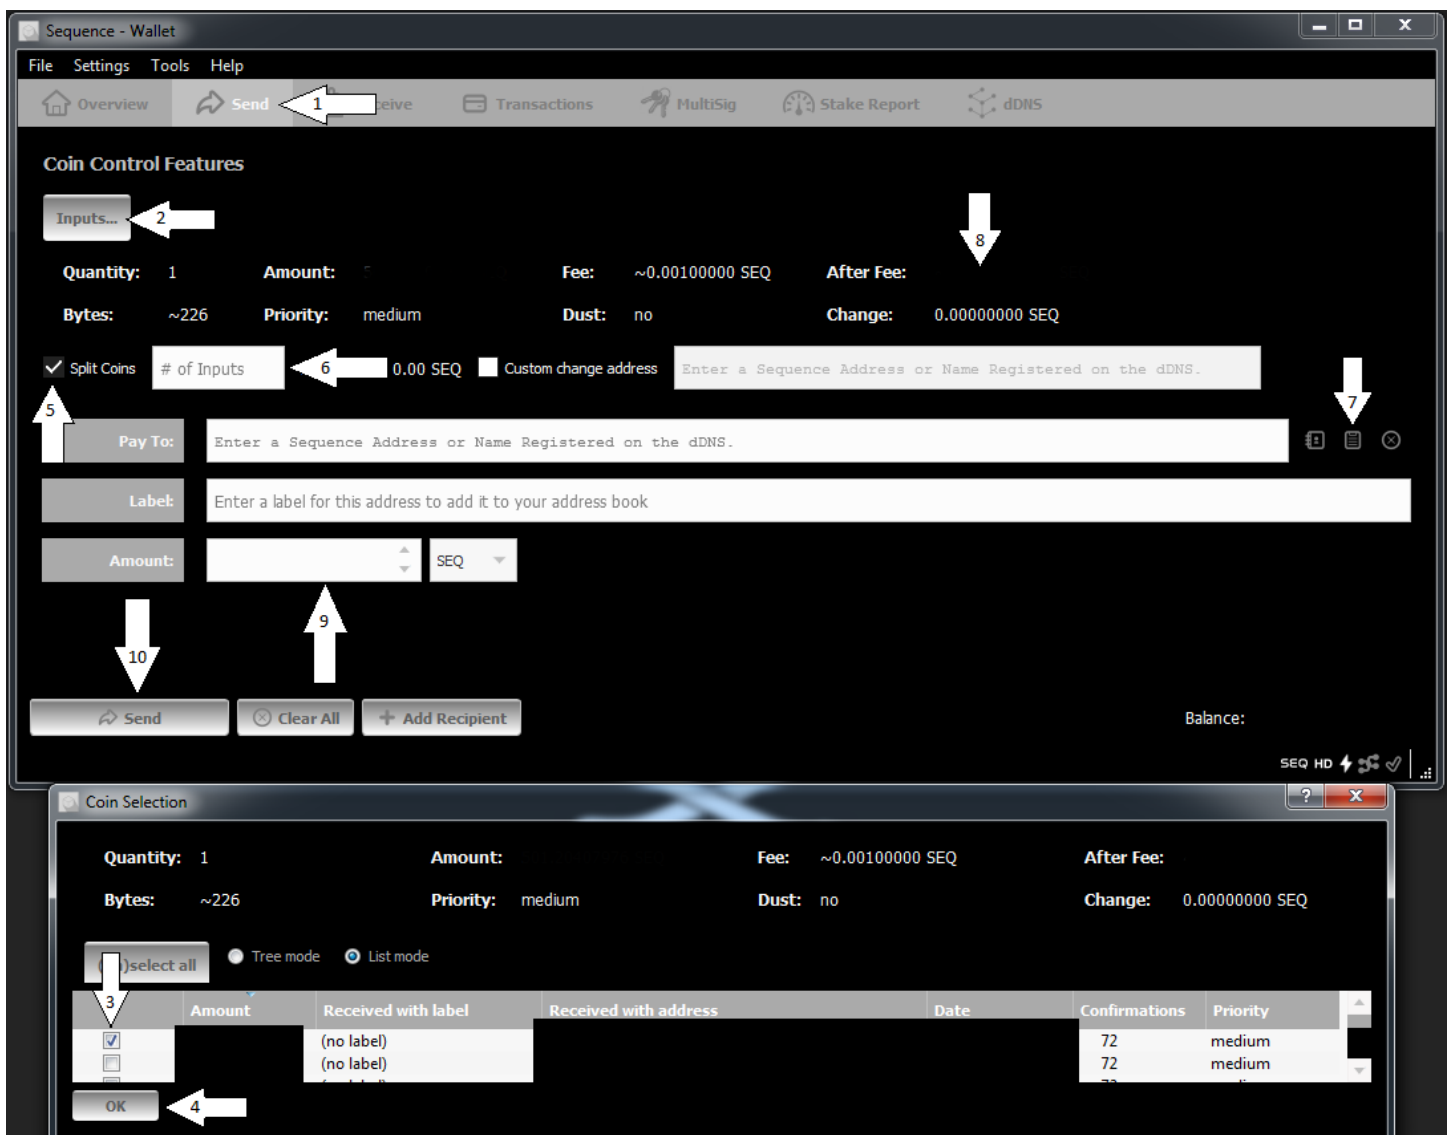 Sequence - Wallet
File Settings Tools Help
Overview Send 1 ceive Transactions MultiSig Stake Report dDNS
Coin Control Features
Inputs... 2
8
Quantity: 1 Amount: Fee: ~0.00100000 SEQ After Fee:
Bytes: ~226 Priority: medium Dust: no Change: 0.00000000 SEQ
Split Coins # of Inputs 6 0.00 SEQ Custom change address Enter a Sequence Address or Name Registered on the dDNS.
5 7
Pay To: Enter a Sequence Address or Name Registered on the dDNS.
Label: Enter a label for this address to add it to your address book
Amount: SEQ
9
10
Send Clear All + Add Recipient Balance:
SEQ HD
Coin Selection ? X
Quantity: 1 Amount: Fee: ~0.00100000 SEQ After Fee:
Bytes: ~226 Priority: medium Dust: no Change: 0.00000000 SEQ
)select all Tree mode List mode
3 Amount Received with label Received with address Date Confirmations Priority
(no label) 72 medium
(no label) 72 medium
OK 4